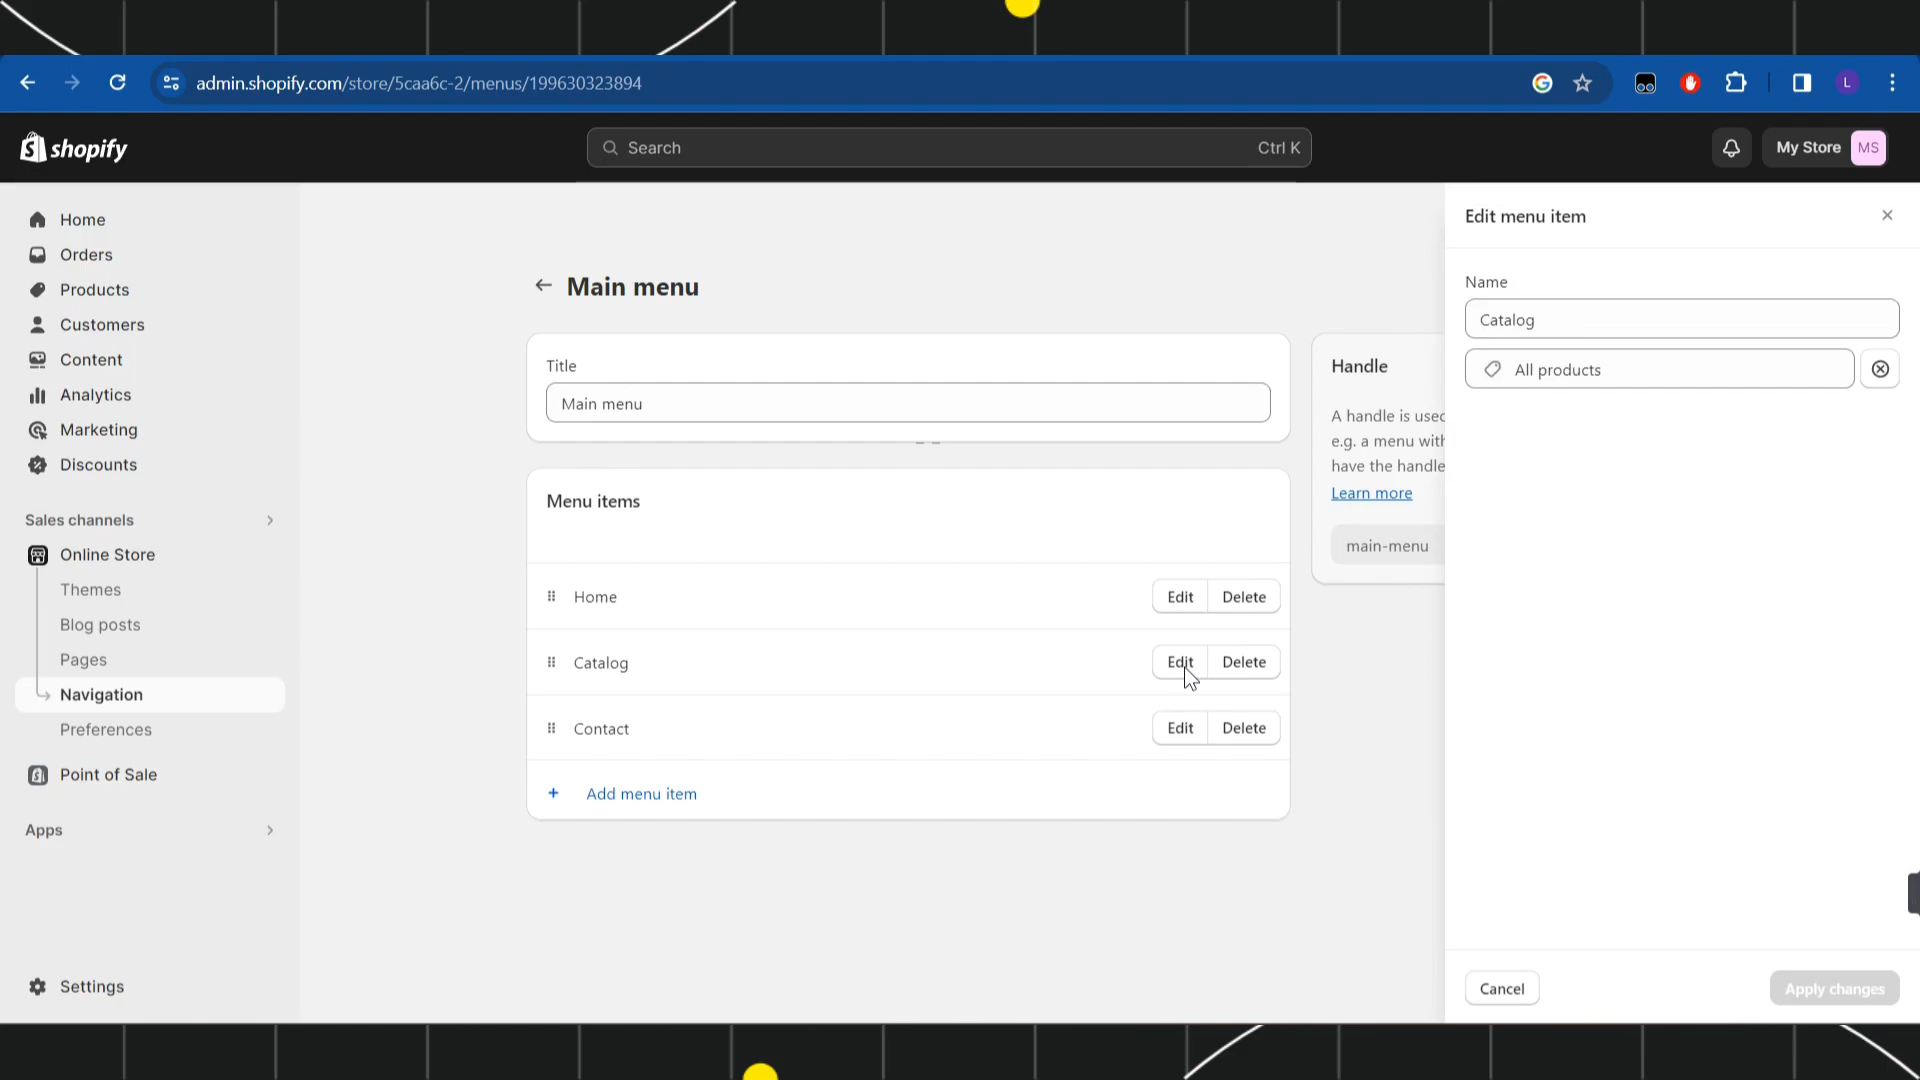 admin.shopify.com/store/5caa6c-2/menus/199630323894
L
shopify
Search
Ctrl K
My Store
MS
Home
Orders
Products
Customers
Content
Analytics
Marketing
Discounts
Sales channels
Online Store
Themes
Blog posts
Pages
Navigation
Preferences
Point of Sale
Apps
Settings
Main menu
Title
Main menu
Menu items
Home
Edit
Delete
Catalog
Edit
Delete
Contact
Edit
Delete
+ Add menu item
Handle
A handle is used
e.g. a menu with
have the handle
Learn more
main-menu
Edit menu item
Name
Catalog
All products
Cancel
Apply changes